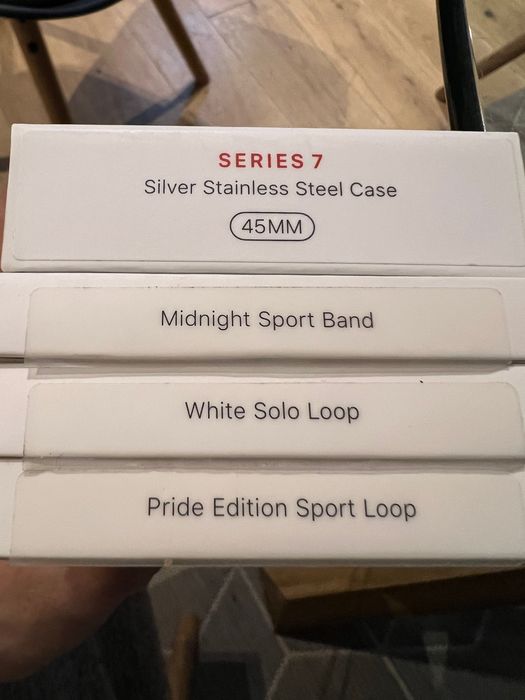 SERIES 7
Silver Stainless Steel Case
45MM
Midnight Sport Band
White Solo Loop
Pride Edition Sport Loop